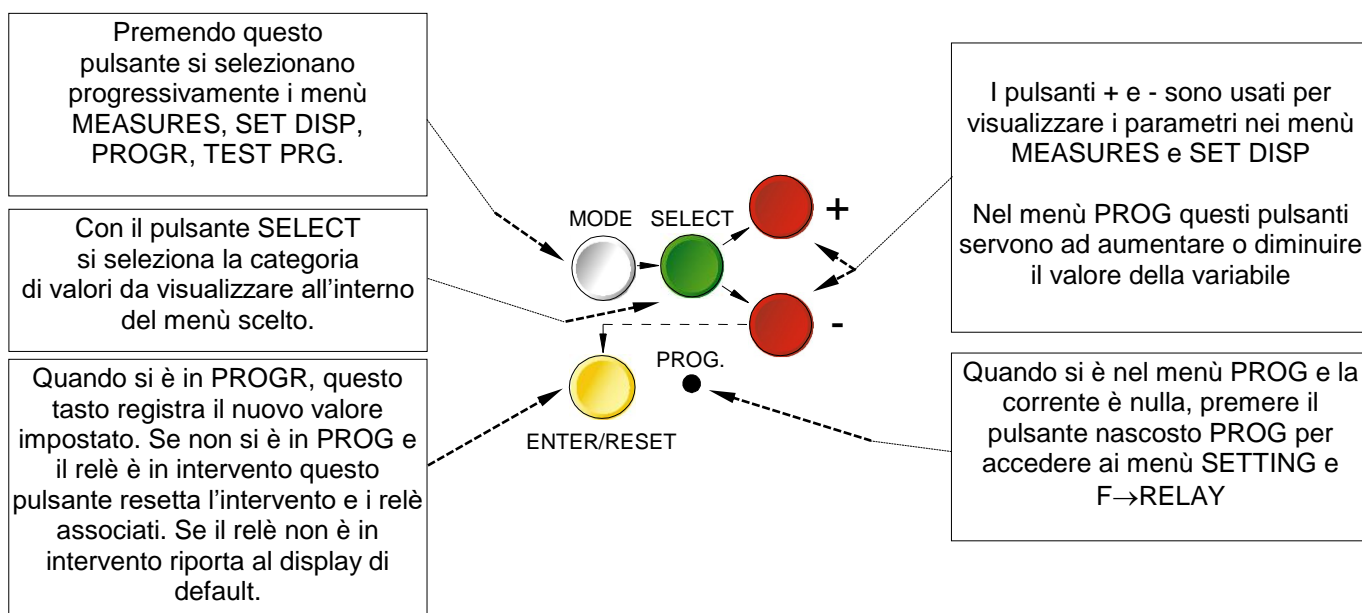 Premendo questo
pulsante si selezionano
progressivamente i menù
MEASURES, SET DISP,
PROGR, TEST PRG.
Con il pulsante SELECT
si seleziona la categoria
di valori da visualizzare all’interno
del menù scelto.
Quando si è in PROGR, questo
tasto registra il nuovo valore
impostato. Se non si è in PROG e
il relè è in intervento questo
pulsante resetta l’intervento e i relè
associati. Se il relè non è in
intervento riporta al display di
default.
MODE SELECT
+
-
PROG.
ENTER/RESET
I pulsanti + e - sono usati per
visualizzare i parametri nei menù
MEASURES e SET DISP
Nel menù PROG questi pulsanti
servono ad aumentare o diminuire
il valore della variabile
Quando si è nel menù PROG e la
corrente è nulla, premere il
pulsante nascosto PROG per
accedere ai menù SETTING e
F→RELAY